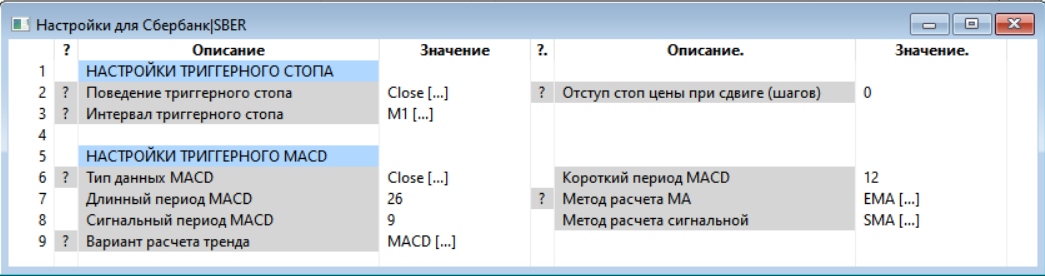 Настройки для Сбербанк|SBER
? Описание Значение ?. Описание. Значение.
1 НАСТРОЙКИ ТРИГГЕРНОГО СТОПА
2 ? Поведение триггерного стопа Close [...] ? Отступ стоп цены при сдвиге (шагов) 0
3 ? Интервал триггерного стопа M1 [...]
4
5 НАСТРОЙКИ ТРИГГЕРНОГО MACD
6 ? Тип данных MACD Close [...] Короткий период MACD 12
7 Длинный период MACD 26 ? Метод расчета MA EMA [...]
8 Сигнальный период MACD 9 Метод расчета сигнальной SMA [...]
9 ? Вариант расчета тренда MACD [...]